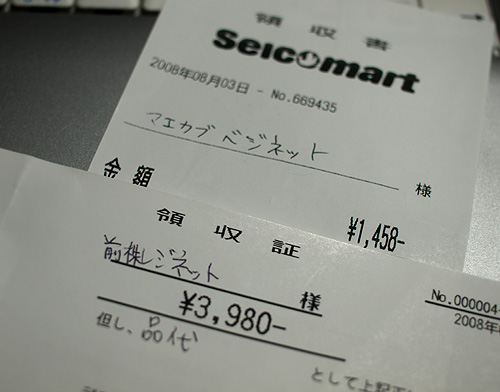 領収書
Seicomart
2008年08月03日 - No.669435
マエカブベジネット 様
金額 ¥1,458-
領収証
前株レジネット 様
No.000004-
2008年
¥3,980-
但し、品代
として上記正